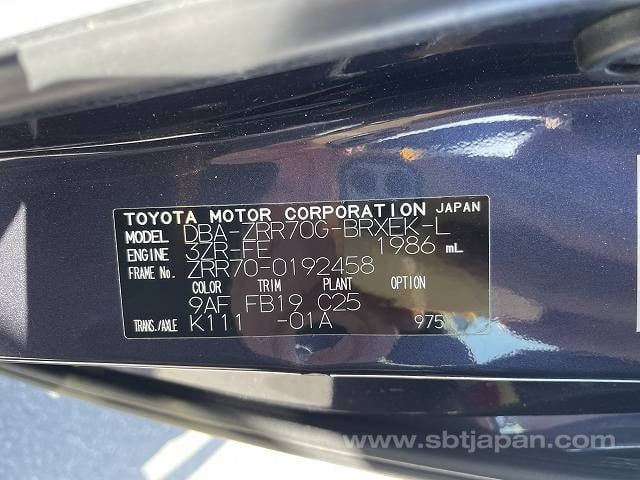 TOYOTA MOTOR CORPORATION JAPAN
MODEL DBA-ZRR70G-BRXEK-L
ENGINE 3ZR-FE 1986 mL
FRAME NO. ZRR70-0192458
COLOR TRIM PLANT OPTION
9AF FB19 C25
TRANS./AXLE K111 -01A 975
www.sbtjapan.com